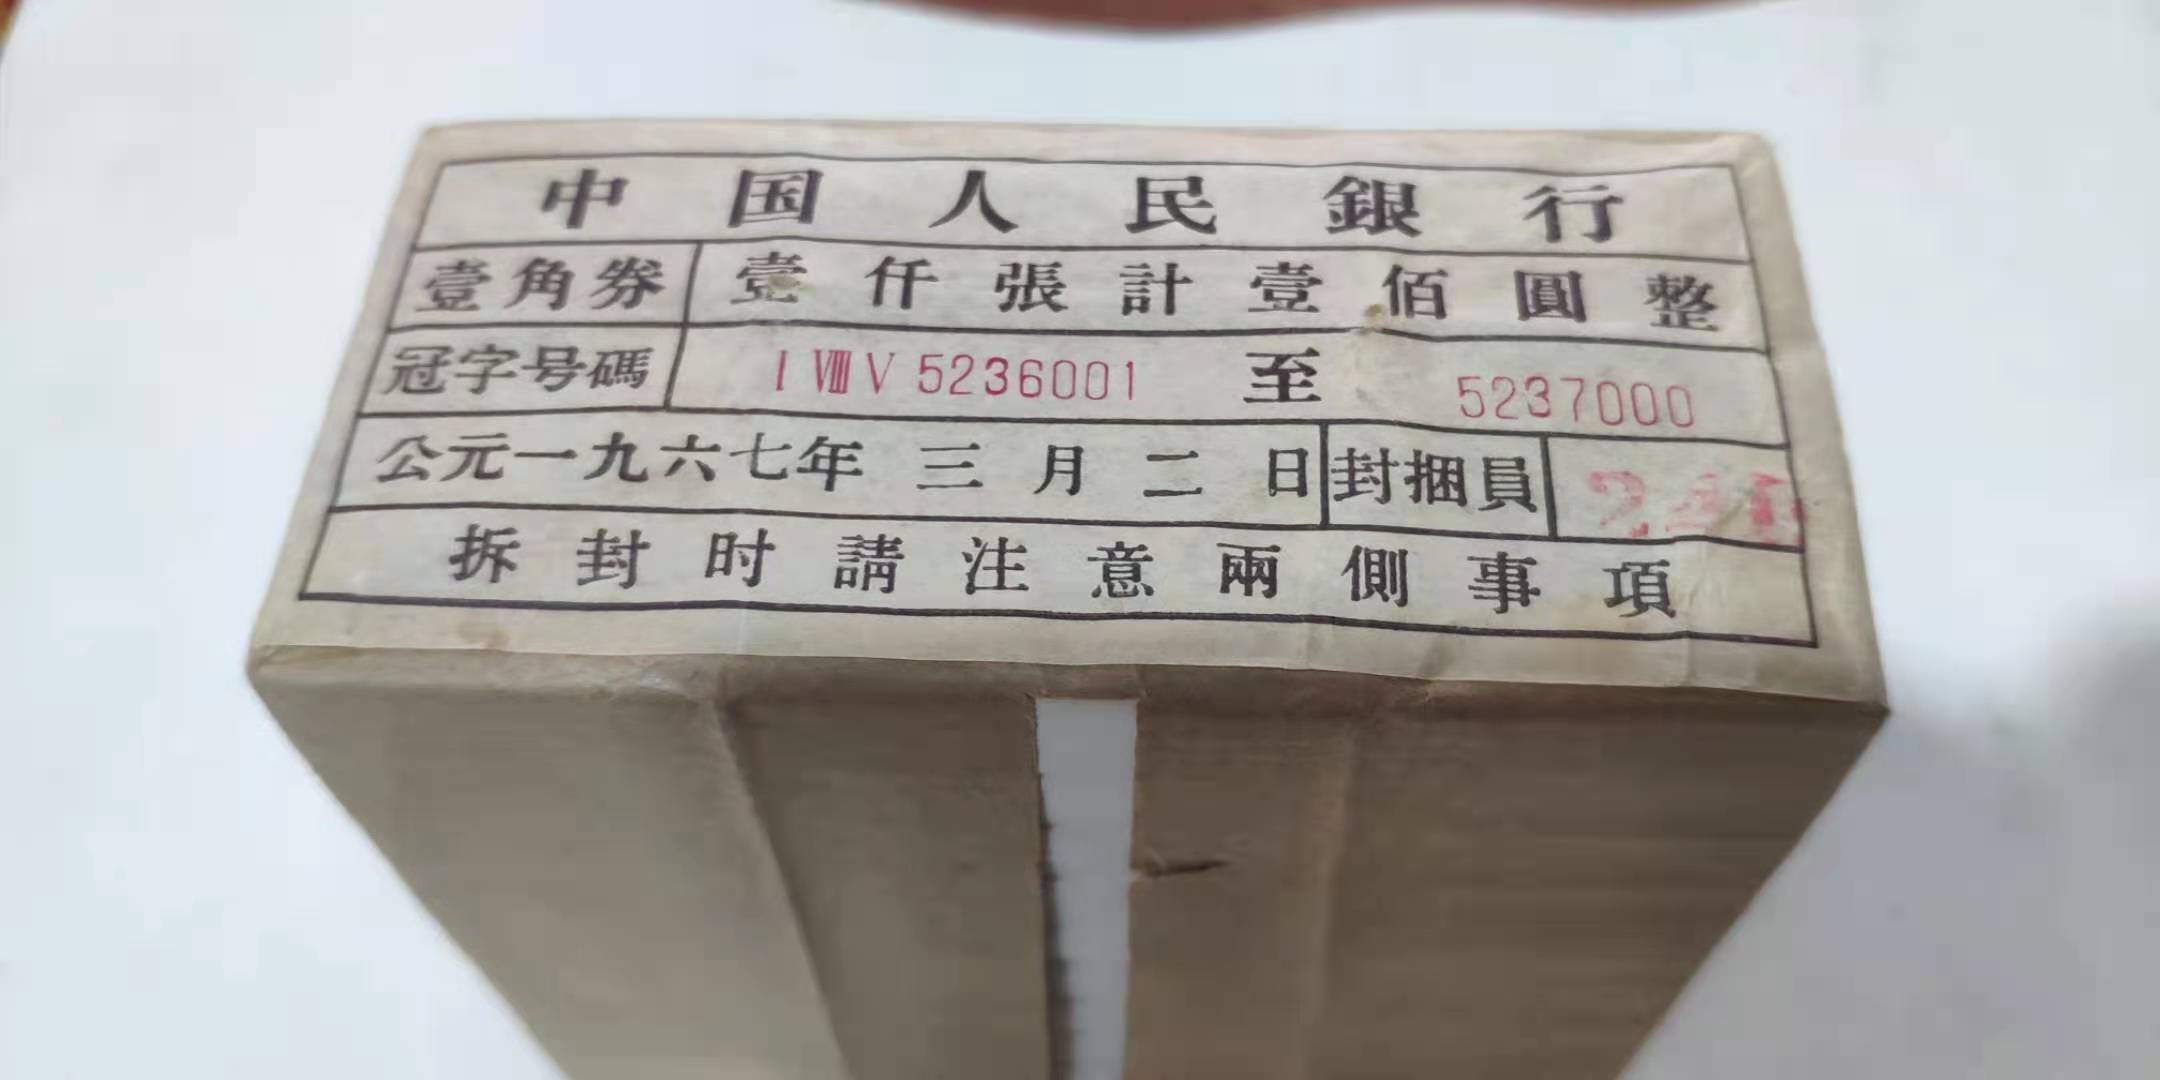 中国人民銀行
壹角券 壹仟張計壹佰圓整
冠字号碼 I VIII V 5236001 至 5237000
公元一九六七年三月二日 封捆員
拆封时請注意兩側事項